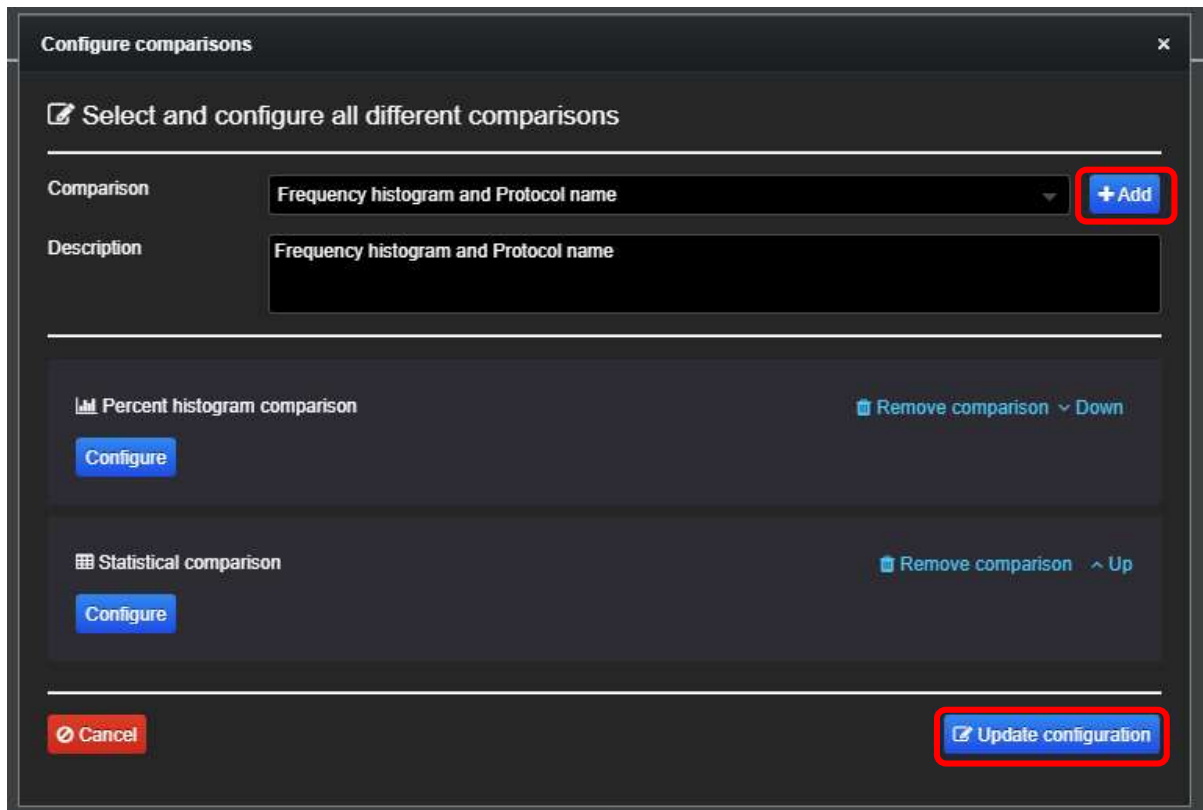 Configure comparisons ×
Select and configure all different comparisons
Comparison Frequency histogram and Protocol name + Add
Description Frequency histogram and Protocol name
Percent histogram comparison Remove comparison Down
Configure
Statistical comparison Remove comparison Up
Configure
Cancel Update configuration